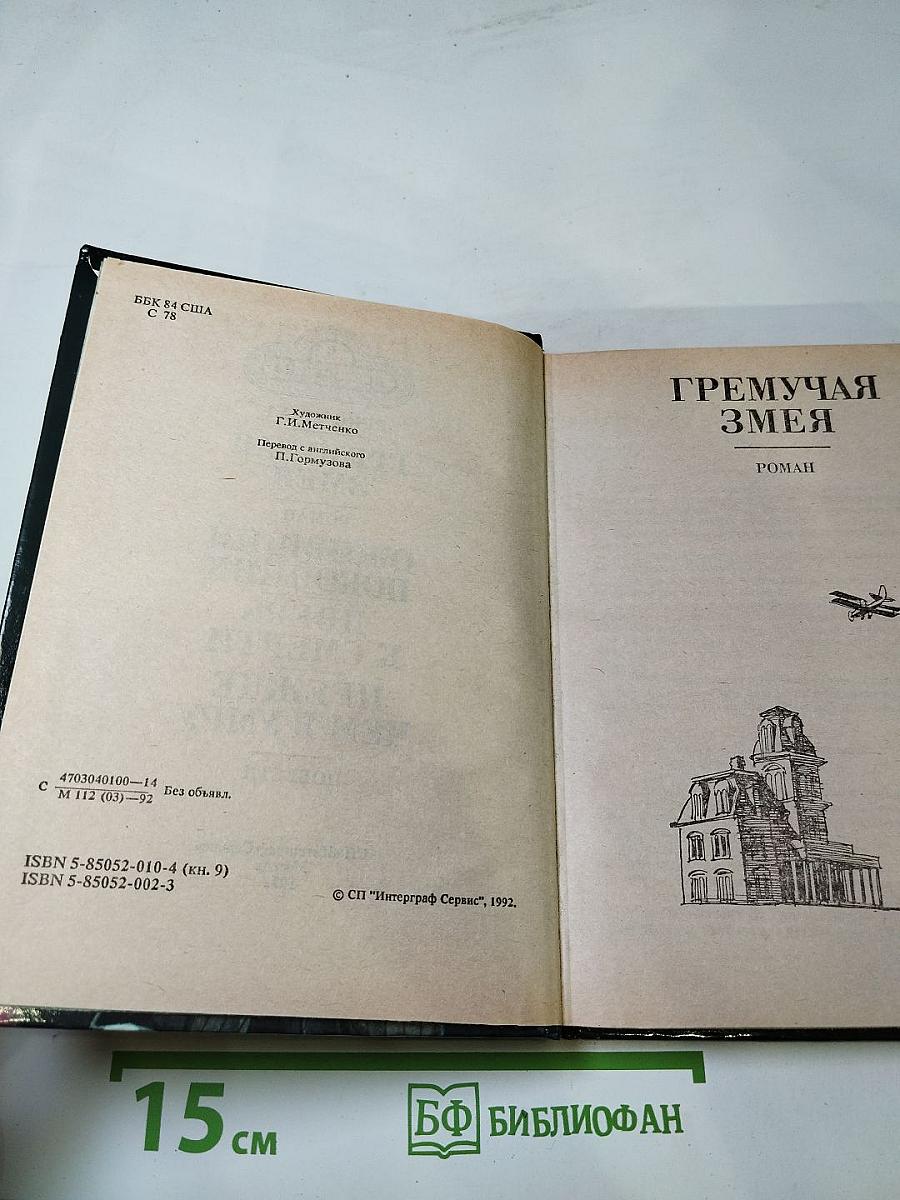 ББК 84 США
С 78
Художник
Г.И.Метченко
Перевод с английского
П.Гормузова
С 4703040100—14
М 112 (03)—92 Без объявл.
ISBN 5-85052-010-4 (кн. 9)
ISBN 5-85052-002-3
© СП "Интерграф Сервис", 1992.
ГРЕМУЧАЯ
ЗМЕЯ
РОМАН
15 см
БФ БИБЛИОФАН